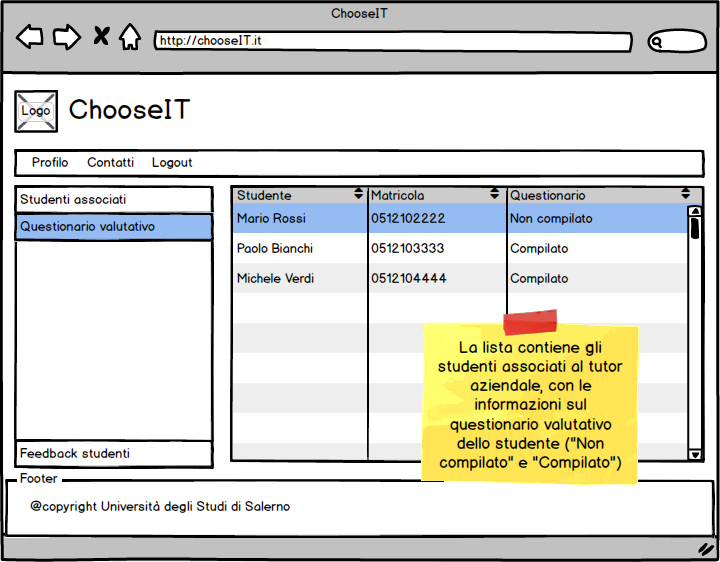 ChooseIT
http://chooseIT.it
Logo
ChooseIT
Profilo Contatti Logout
Studenti associati
Questionario valutativo
Feedback studenti
Studente Matricola Questionario
Mario Rossi 0512102222 Non compilato
Paolo Bianchi 0512103333 Compilato
Michele Verdi 0512104444 Compilato
La lista contiene gli
studenti associati al tutor
aziendale, con le
informazioni sul
questionario valutativo
dello studente ("Non
compilato" e "Compilato")
Footer
@copyright Università degli Studi di Salerno